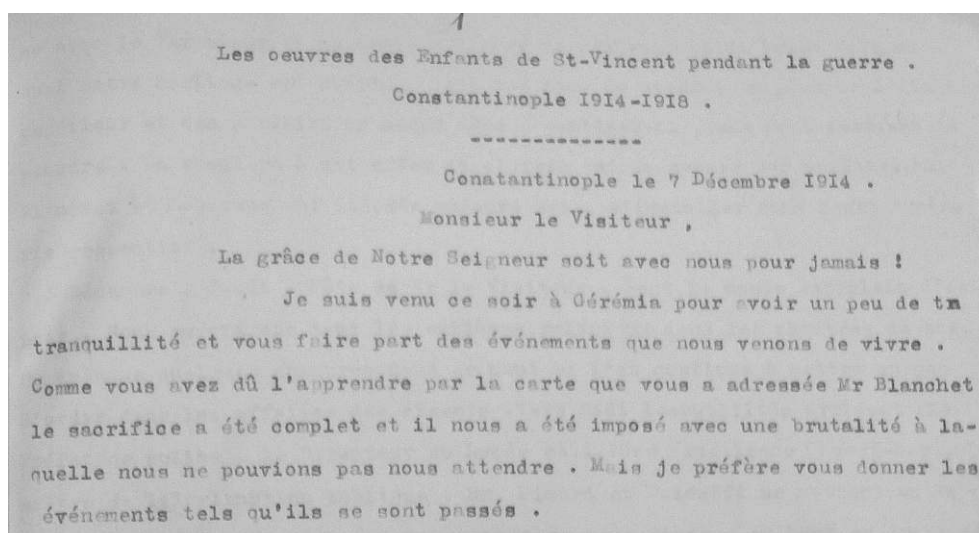 1
Les oeuvres des Enfants de St-Vincent pendant la guerre .
Constantinople I9I4-I9I8 .
--------------
Conatantinople le 7 Décembre I9I4 .
Monsieur le Visiteur ,
La grâce de Notre Seigneur soit avec nous pour jamais !
Je suis venu ce soir à Gérémia pour avoir un peu de tm
tranquillité et vous faire part des événements que nous venons de vivre .
Comme vous avez dû l'apprendre par la carte que vous a adressée Mr Blanchet
le sacrifice a été complet et il nous a été imposé avec une brutalité à la-
quelle nous ne pouvions pas nous attendre . Mais je préfère vous donner les
événements tels qu'ils se sont passés .